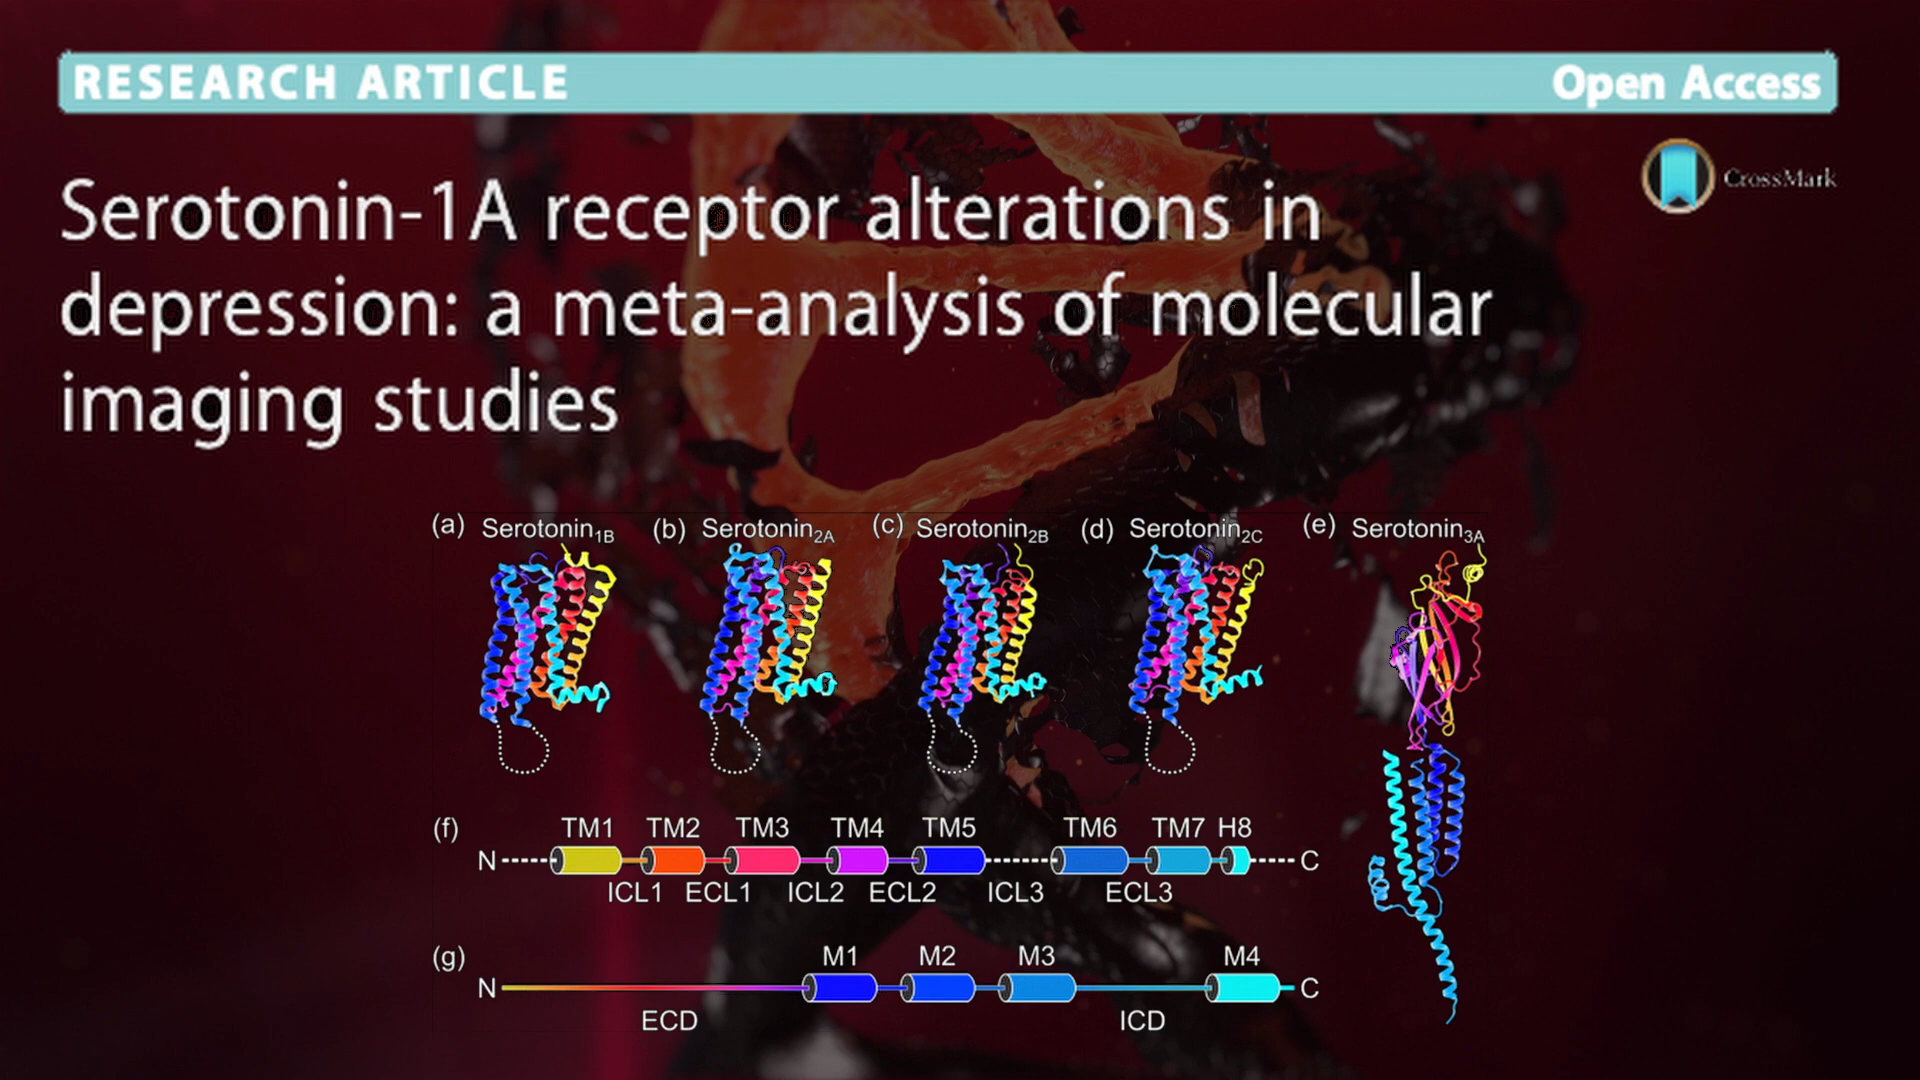 RESEARCH ARTICLE Open Access
CrossMark
Serotonin-1A receptor alterations in
depression: a meta-analysis of molecular
imaging studies
(a) Serotonin1B (b) Serotonin2A (c) Serotonin2B (d) Serotonin2C (e) Serotonin3A
(f) TM1 TM2 TM3 TM4 TM5 TM6 TM7 H8
N C
ICL1 ECL1 ICL2 ECL2 ICL3 ECL3
(g) M1 M2 M3 M4
N C
ECD ICD